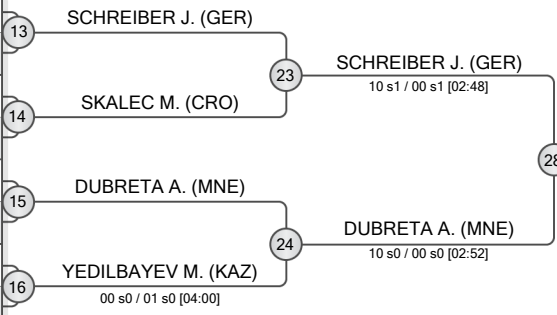 SCHREIBER J. (GER)
13
23
SCHREIBER J. (GER)
10 s1 / 00 s1 [02:48]
SKALEC M. (CRO)
14
28
DUBRETA A. (MNE)
15
24
DUBRETA A. (MNE)
10 s0 / 00 s0 [02:52]
YEDILBAYEV M. (KAZ)
16
00 s0 / 01 s0 [04:00]